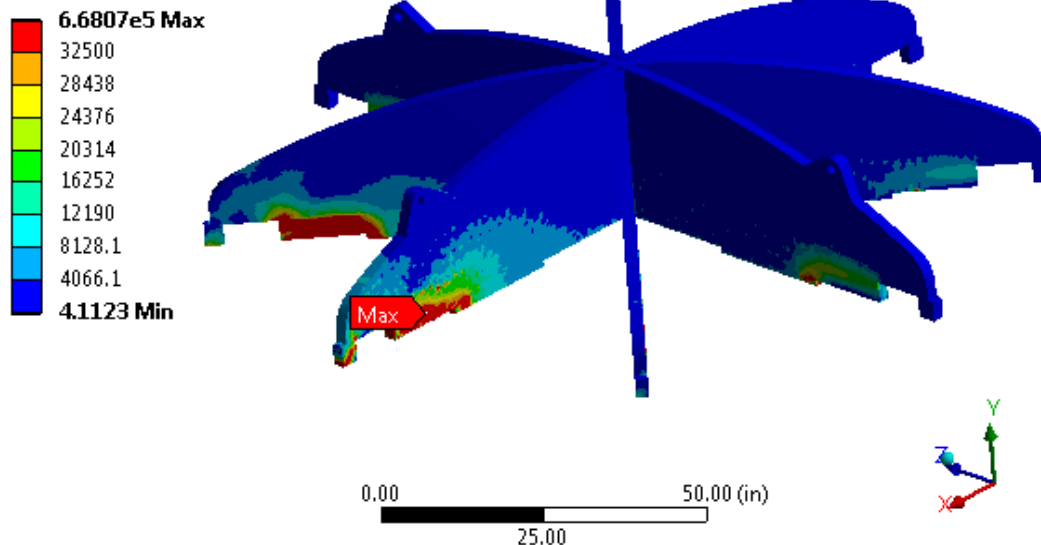 6.6807e5 Max
32500
28438
24376
20314
16252
12190
8128.1
4066.1
4.1123 Min
Max
Y
Z
X
0.00
50.00 (in)
25.00